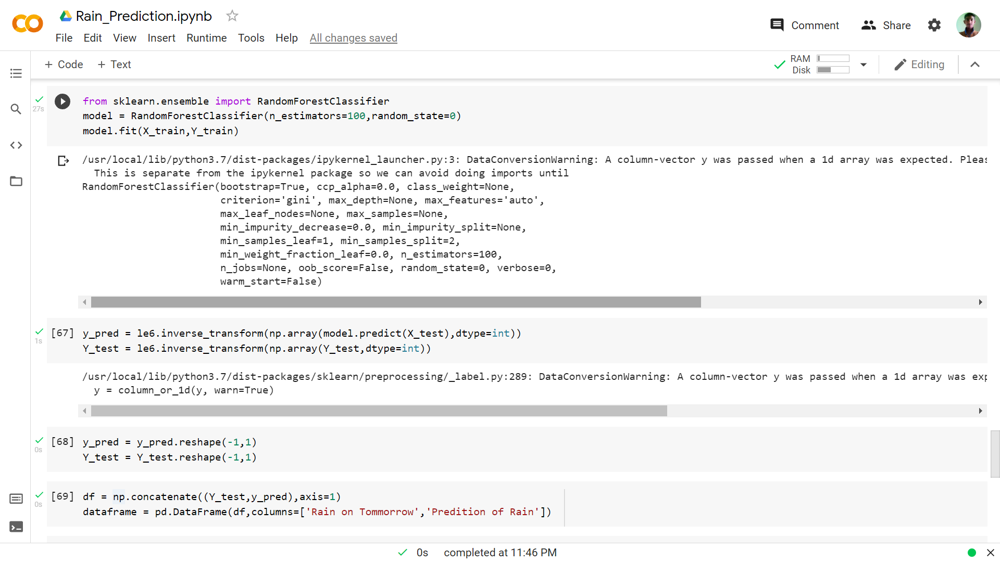 Rain_Prediction.ipynb
File Edit View Insert Runtime Tools Help All changes saved
Comment Share
+ Code + Text
RAM
Disk
Editing
27s
from sklearn.ensemble import RandomForestClassifier
model = RandomForestClassifier(n_estimators=100,random_state=0)
model.fit(X_train,Y_train)
/usr/local/lib/python3.7/dist-packages/ipykernel_launcher.py:3: DataConversionWarning: A column-vector y was passed when a 1d array was expected. Pleas
  This is separate from the ipykernel package so we can avoid doing imports until
RandomForestClassifier(bootstrap=True, ccp_alpha=0.0, class_weight=None,
                       criterion='gini', max_depth=None, max_features='auto',
                       max_leaf_nodes=None, max_samples=None,
                       min_impurity_decrease=0.0, min_impurity_split=None,
                       min_samples_leaf=1, min_samples_split=2,
                       min_weight_fraction_leaf=0.0, n_estimators=100,
                       n_jobs=None, oob_score=False, random_state=0, verbose=0,
                       warm_start=False)
[67] y_pred = le6.inverse_transform(np.array(model.predict(X_test),dtype=int))
1s
Y_test = le6.inverse_transform(np.array(Y_test,dtype=int))
/usr/local/lib/python3.7/dist-packages/sklearn/preprocessing/_label.py:289: DataConversionWarning: A column-vector y was passed when a 1d array was exp
  y = column_or_1d(y, warn=True)
[68] y_pred = y_pred.reshape(-1,1)
0s
Y_test = Y_test.reshape(-1,1)
[69] df = np.concatenate((Y_test,y_pred),axis=1)
0s
dataframe = pd.DataFrame(df,columns=['Rain on Tommorrow','Predition of Rain'])
0s completed at 11:46 PM